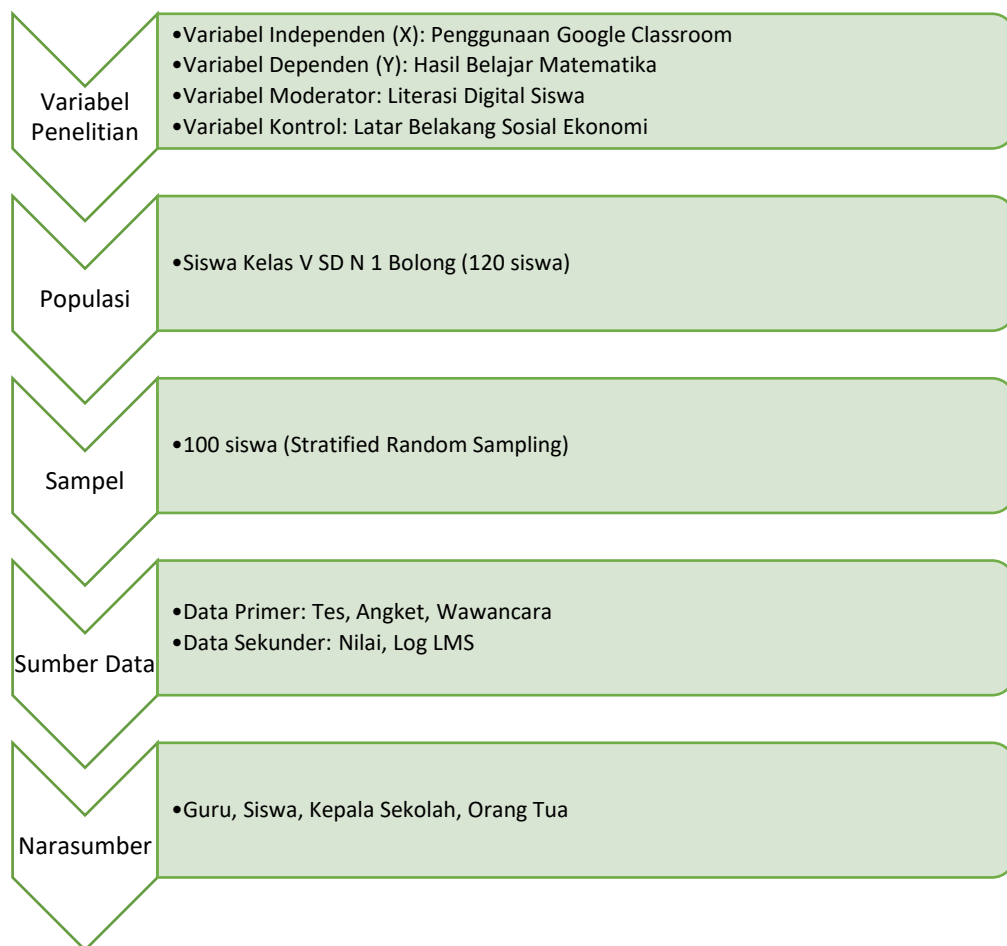 Variabel
Penelitian
•Variabel Independen (X): Penggunaan Google Classroom
•Variabel Dependen (Y): Hasil Belajar Matematika
•Variabel Moderator: Literasi Digital Siswa
•Variabel Kontrol: Latar Belakang Sosial Ekonomi
Populasi
•Siswa Kelas V SD N 1 Bolong (120 siswa)
Sampel
•100 siswa (Stratified Random Sampling)
Sumber Data
•Data Primer: Tes, Angket, Wawancara
•Data Sekunder: Nilai, Log LMS
Narasumber
•Guru, Siswa, Kepala Sekolah, Orang Tua